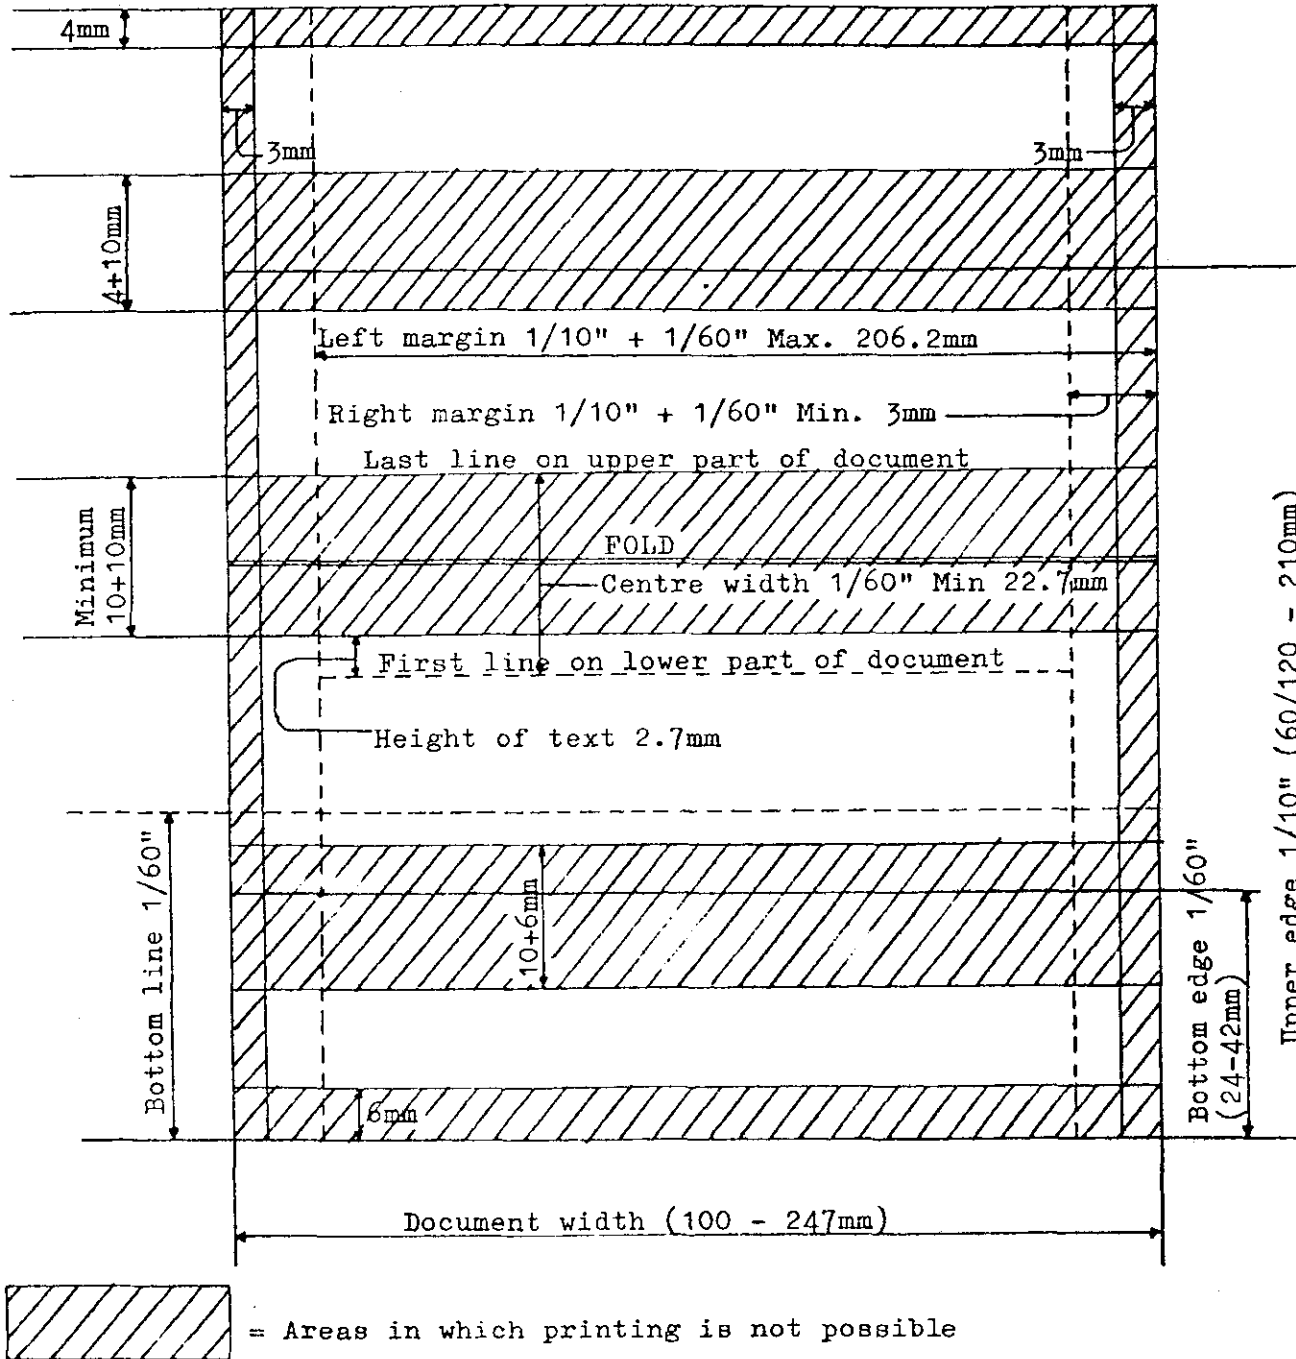 4mm
3mm
3mm
4+10mm
Left margin 1/10" + 1/60" Max. 206.2mm
Right margin 1/10" + 1/60" Min. 3mm
Last line on upper part of document
Minimum
10+10mm
FOLD
Centre width 1/60" Min 22.7mm
First line on lower part of document
Height of text 2.7mm
Upper edge 1/10" (60/120 - 210mm)
Bottom line 1/60"
10+6mm
Bottom edge 1/60"
(24-42mm)
6mm
Document width (100 - 247mm)
= Areas in which printing is not possible